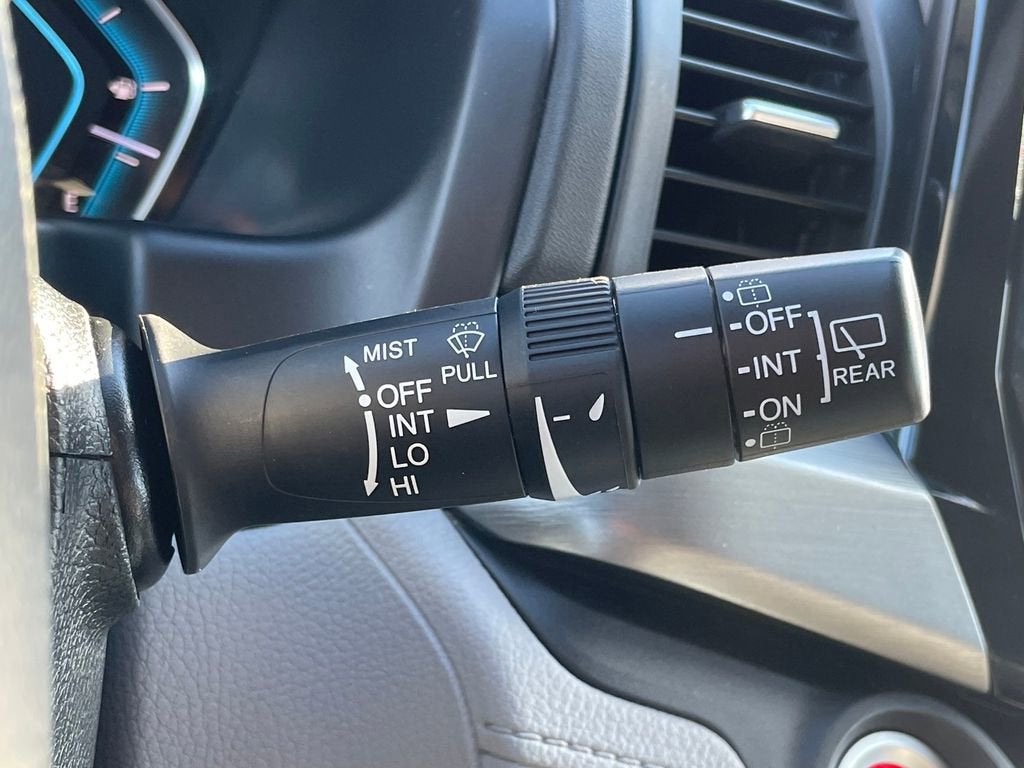 E
MIST
OFF
INT
LO
HI
PULL
-OFF
-INT
-ON
REAR